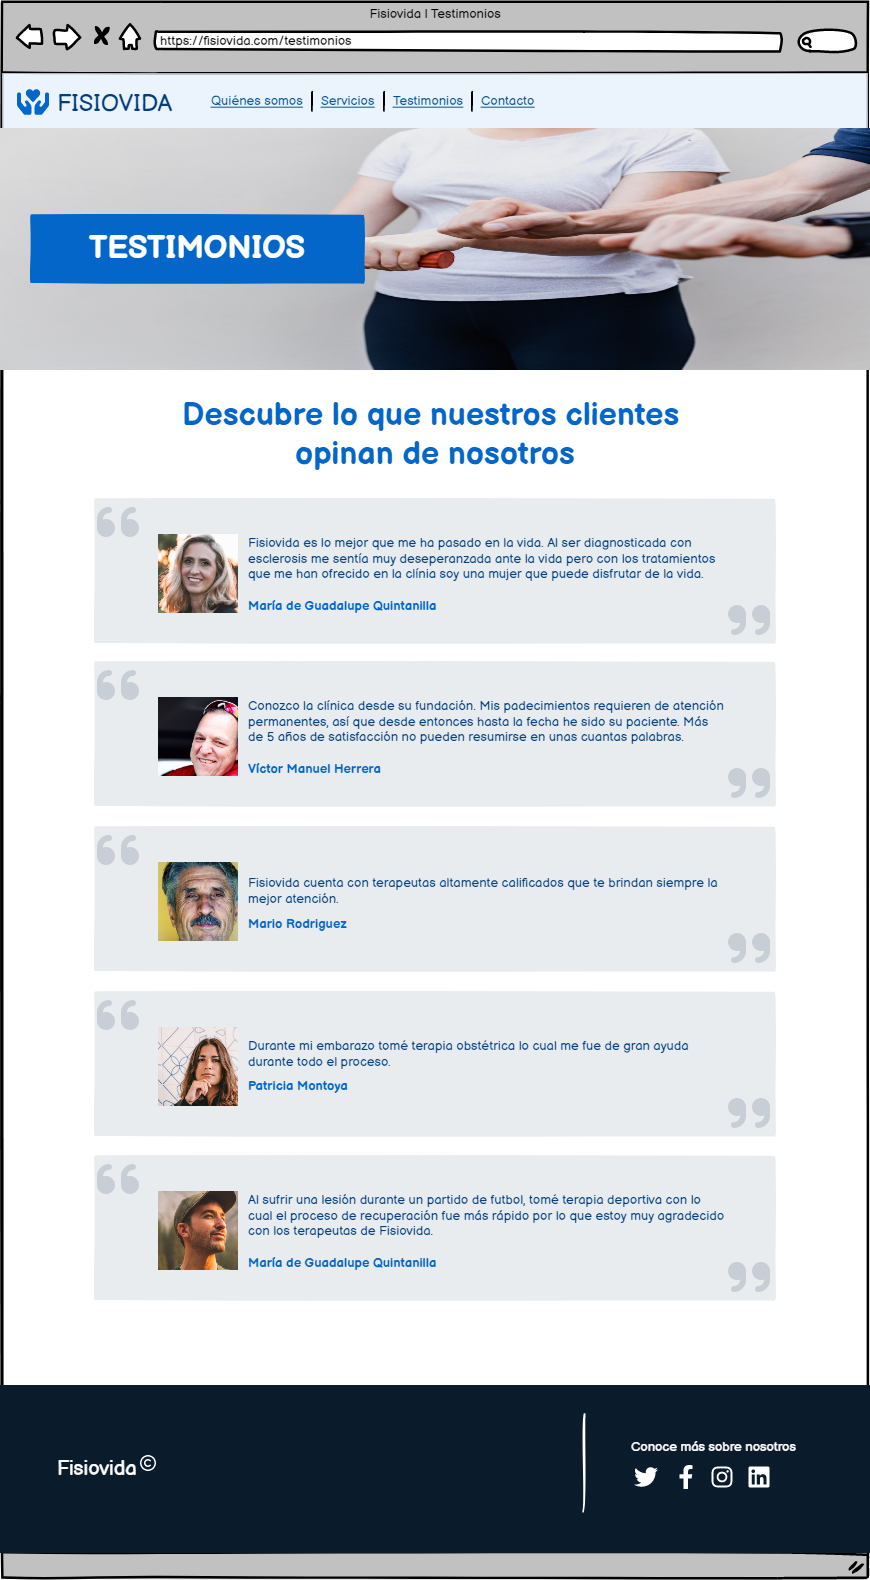 Fisiovida | Testimonios
https://fisiovida.com/testimonios
FISIOVIDA
Quiénes somos | Servicios | Testimonios | Contacto
TESTIMONIOS
Descubre lo que nuestros clientes
opinan de nosotros
Fisiovida es lo mejor que me ha pasado en la vida. Al ser diagnosticada con
esclerosis me sentía muy deseperanzada ante la vida pero con los tratamientos
que me han ofrecido en la clínia soy una mujer que puede disfrutar de la vida.
María de Guadalupe Quintanilla
Conozco la clínica desde su fundación. Mis padecimientos requieren de atención
permanentes, así que desde entonces hasta la fecha he sido su paciente. Más
de 5 años de satisfacción no pueden resumirse en unas cuantas palabras.
Víctor Manuel Herrera
Fisiovida cuenta con terapeutas altamente calificados que te brindan siempre la
mejor atención.
Mario Rodriguez
Durante mi embarazo tomé terapia obstétrica lo cual me fue de gran ayuda
durante todo el proceso.
Patricia Montoya
Al sufrir una lesión durante un partido de futbol, tomé terapia deportiva con lo
cual el proceso de recuperación fue más rápido por lo que estoy muy agradecido
con los terapeutas de Fisiovida.
María de Guadalupe Quintanilla
Conoce más sobre nosotros
Fisiovida ©